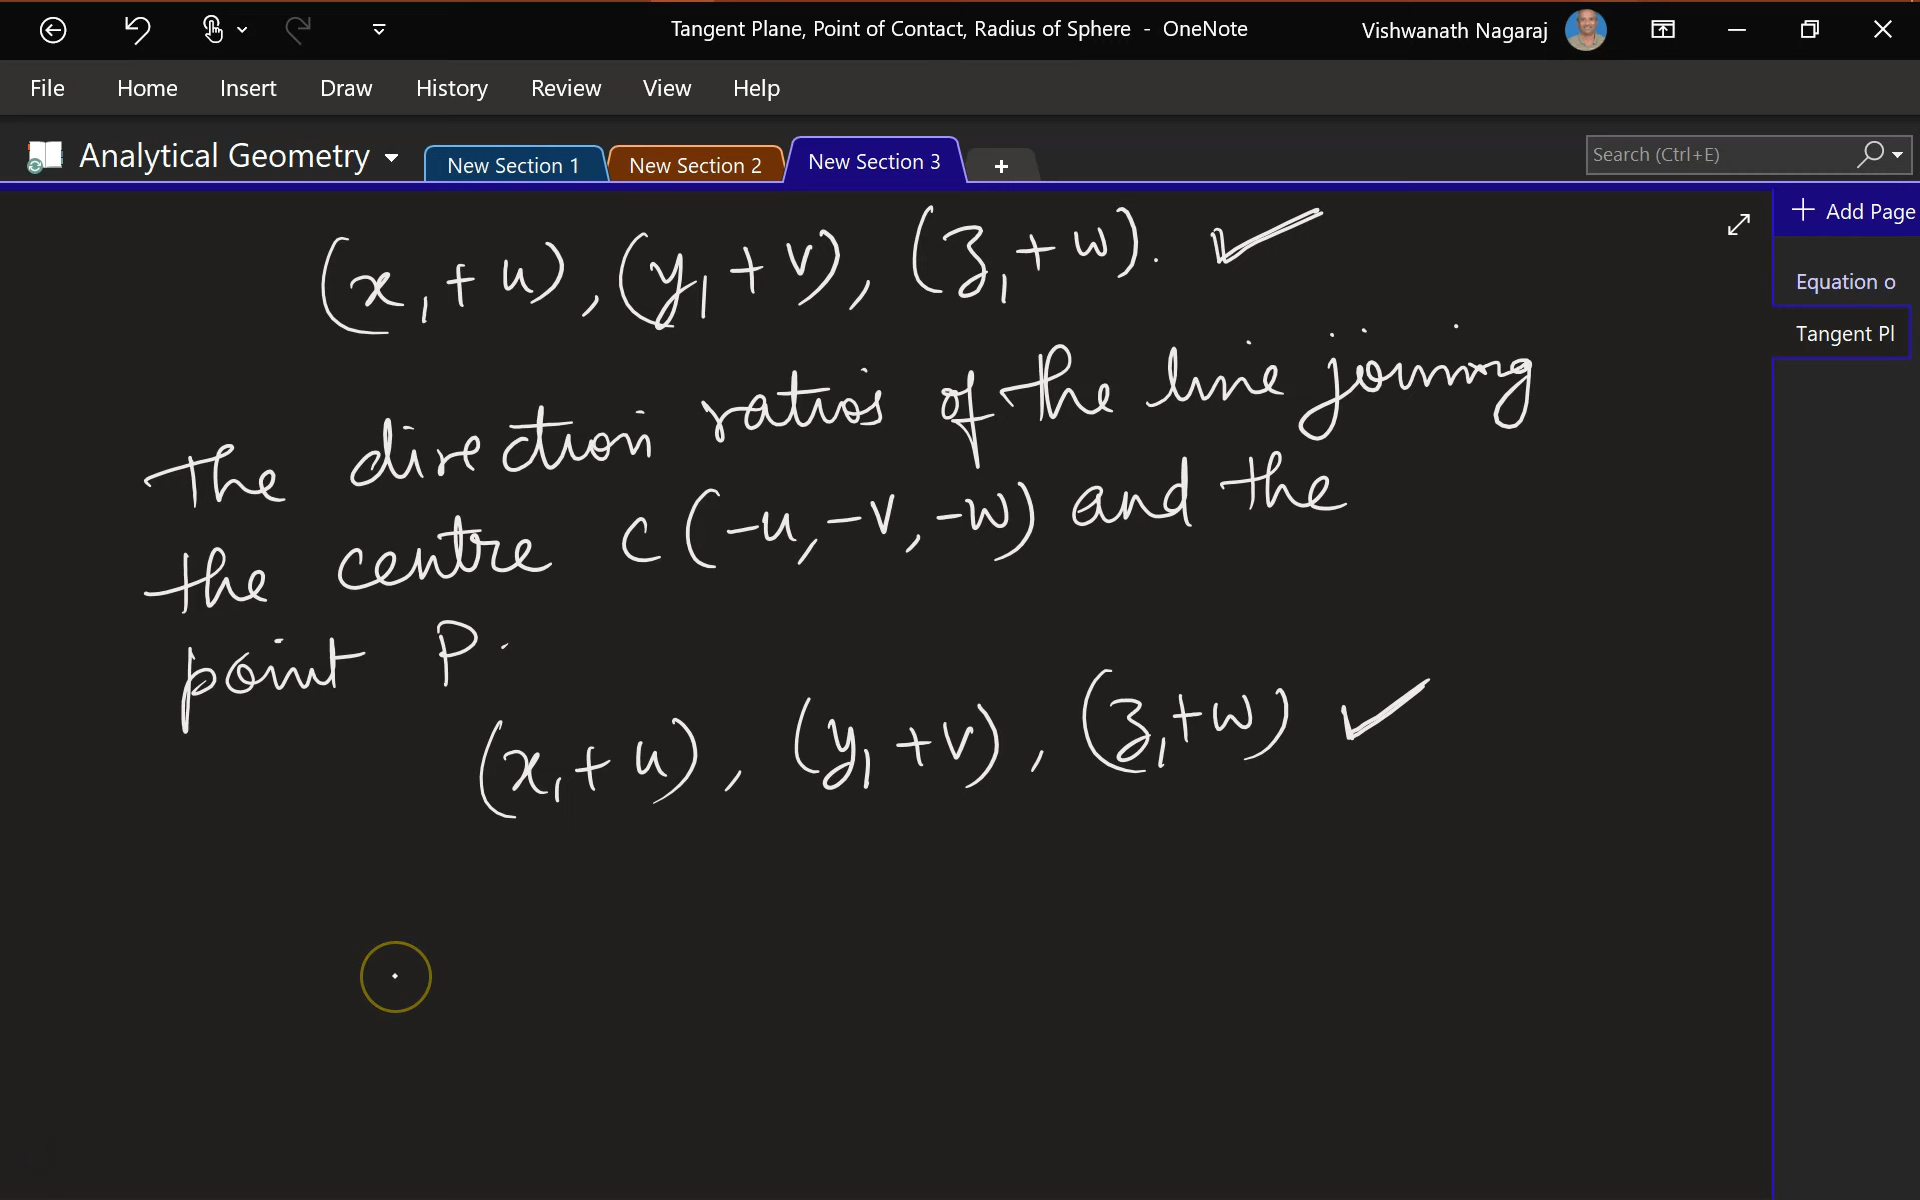 Tangent Plane, Point of Contact, Radius of Sphere - OneNote
Vishwanath Nagaraj
File Home Insert Draw History Review View Help
Analytical Geometry New Section 1 New Section 2 New Section 3 + Search (Ctrl+E)
+ Add Page
Equation o
Tangent Pl
(x₁ + u), (y₁ + v), (z₁ + w).
The direction ratios of the line joining
the centre C (-u, -v, -w) and the
point P.
(x₁ + u), (y₁ + v), (z₁ + w)